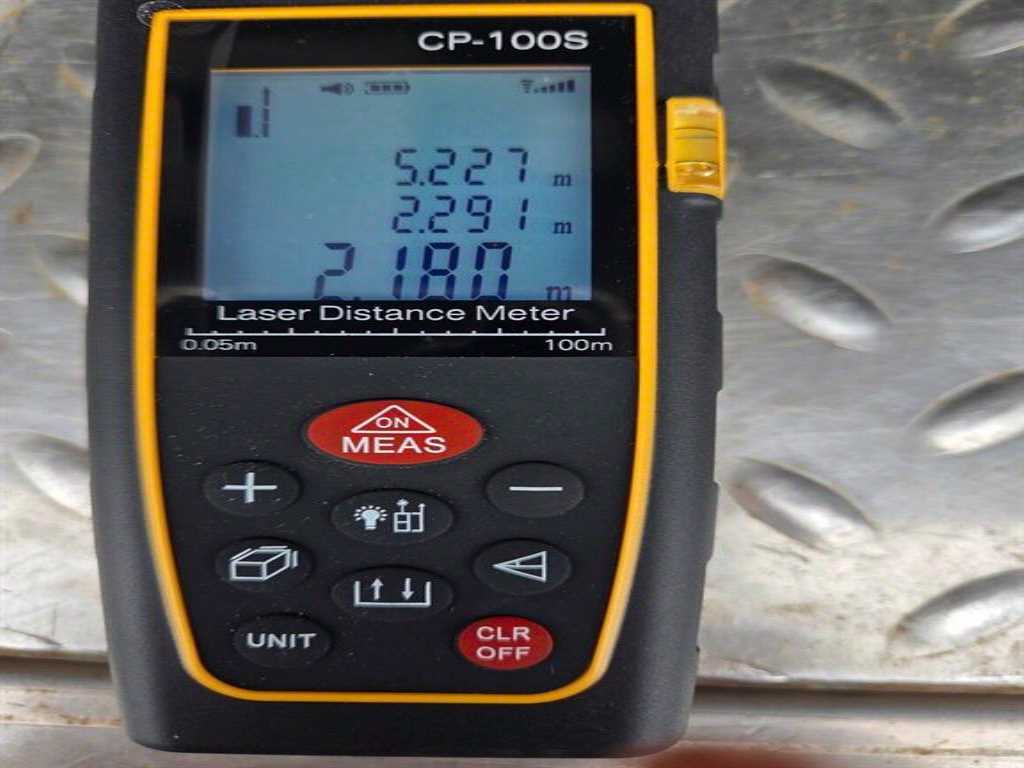 CP-100S
5.227 m
2.291 m
2.180 m
Laser Distance Meter
0.05m 100m
ON
MEAS
UNIT
CLR
OFF